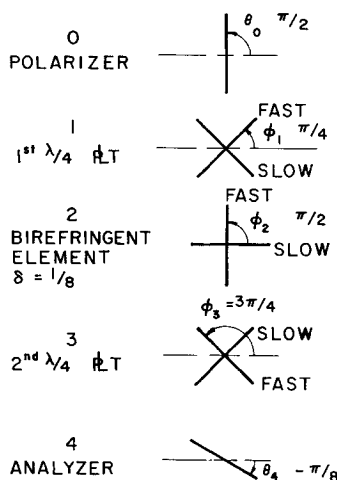 0
POLARIZER
θ₀ π/2
1
1st λ/4 PLT
FAST
ϕ₁ π/4
SLOW
2
BIREFRINGENT
ELEMENT
δ = 1/8
FAST
ϕ₂ π/2
SLOW
3
2nd λ/4 PLT
ϕ₃ = 3π/4
SLOW
FAST
4
ANALYZER
θ₄ - π/8